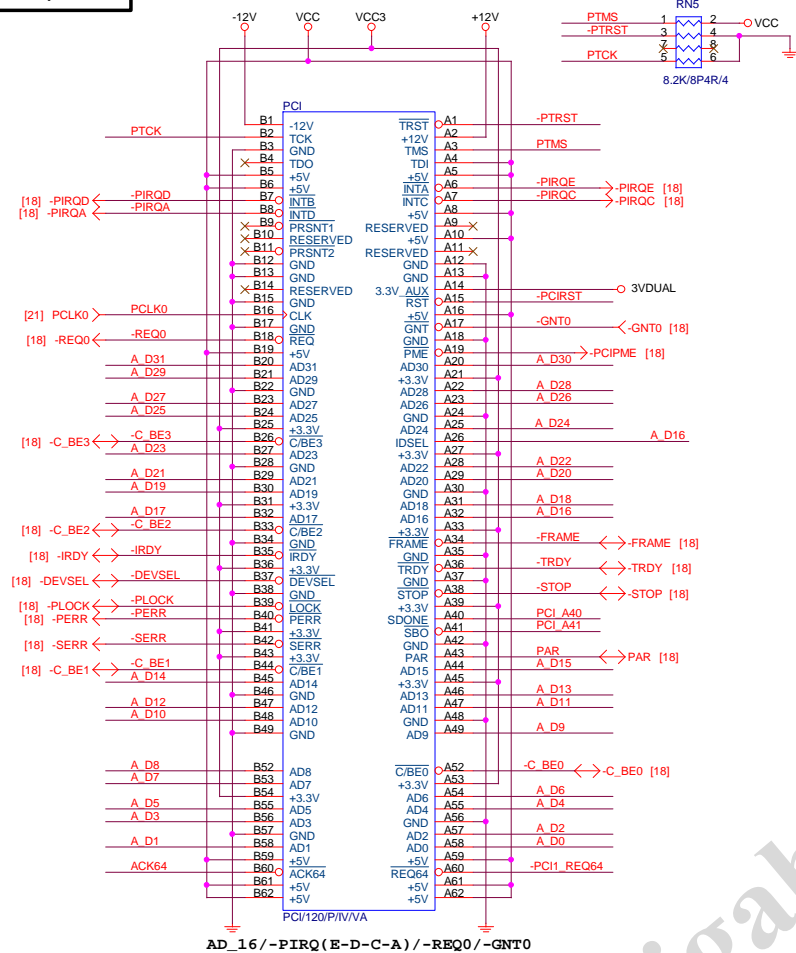 -12V VCC VCC3 +12V
RN5
PTMS 1 2 VCC
-PTRST 3 4
7 8
PTCK 5 6
8.2K/8P4R/4
PCI
B1 -12V TRST A1 -PTRST
PTCK B2 TCK +12V A2
B3 GND TMS A3 PTMS
B4 TDO TDI A4
B5 +5V +5V A5
B6 +5V INTA A6 -PIRQE -PIRQE [18]
[18] -PIRQD -PIRQD B7 INTB INTC A7 -PIRQC -PIRQC [18]
[18] -PIRQA -PIRQA B8 INTD +5V A8
B9 PRSNT1 RESERVED A9
B10 RESERVED +5V A10
B11 PRSNT2 RESERVED A11
B12 GND GND A12
B13 GND GND A13
B14 RESERVED 3.3V_AUX A14 3VDUAL
B15 GND RST A15 -PCIRST
[21] PCLK0 PCLK0 B16 CLK +5V A16
B17 GND GNT A17 -GNT0 -GNT0 [18]
[18] -REQ0 -REQ0 B18 REQ GND A18
B19 +5V PME A19 -PCIPME [18]
A_D31 B20 AD31 AD30 A20 A_D30
A_D29 B21 AD29 +3.3V A21
B22 GND AD28 A22 A_D28
A_D27 B23 AD27 AD26 A23 A_D26
A_D25 B24 AD25 GND A24
B25 +3.3V AD24 A25 A_D24
[18] -C_BE3 -C_BE3 B26 C/BE3 IDSEL A26 A_D16
A_D23 B27 AD23 +3.3V A27
B28 GND AD22 A28 A_D22
A_D21 B29 AD21 AD20 A29 A_D20
A_D19 B30 AD19 GND A30
B31 +3.3V AD18 A31 A_D18
A_D17 B32 AD17 AD16 A32 A_D16
[18] -C_BE2 -C_BE2 B33 C/BE2 +3.3V A33
B34 GND FRAME A34 -FRAME -FRAME [18]
[18] -IRDY -IRDY B35 IRDY GND A35
B36 +3.3V TRDY A36 -TRDY -TRDY [18]
[18] -DEVSEL -DEVSEL B37 DEVSEL GND A37
B38 GND STOP A38 -STOP -STOP [18]
[18] -PLOCK -PLOCK B39 LOCK +3.3V A39
[18] -PERR -PERR B40 PERR SDONE A40 PCI_A40
B41 +3.3V SBO A41 PCI_A41
[18] -SERR -SERR B42 SERR GND A42
B43 +3.3V PAR A43 PAR PAR [18]
[18] -C_BE1 -C_BE1 B44 C/BE1 AD15 A44 A_D15
A_D14 B45 AD14 +3.3V A45
B46 GND AD13 A46 A_D13
A_D12 B47 AD12 AD11 A47 A_D11
A_D10 B48 AD10 GND A48
B49 GND AD9 A49 A_D9
A_D8 B52 AD8 C/BE0 A52 -C_BE0 -C_BE0 [18]
A_D7 B53 AD7 +3.3V A53
B54 +3.3V AD6 A54 A_D6
A_D5 B55 AD5 AD4 A55 A_D4
A_D3 B56 AD3 GND A56
B57 GND AD2 A57 A_D2
A_D1 B58 AD1 AD0 A58 A_D0
B59 +5V +5V A59
ACK64 B60 ACK64 REQ64 A60 -PCI1_REQ64
B61 +5V +5V A61
B62 +5V +5V A62
PCI/120/P/IV/VA
AD_16/-PIRQ(E-D-C-A)/-REQ0/-GNT0